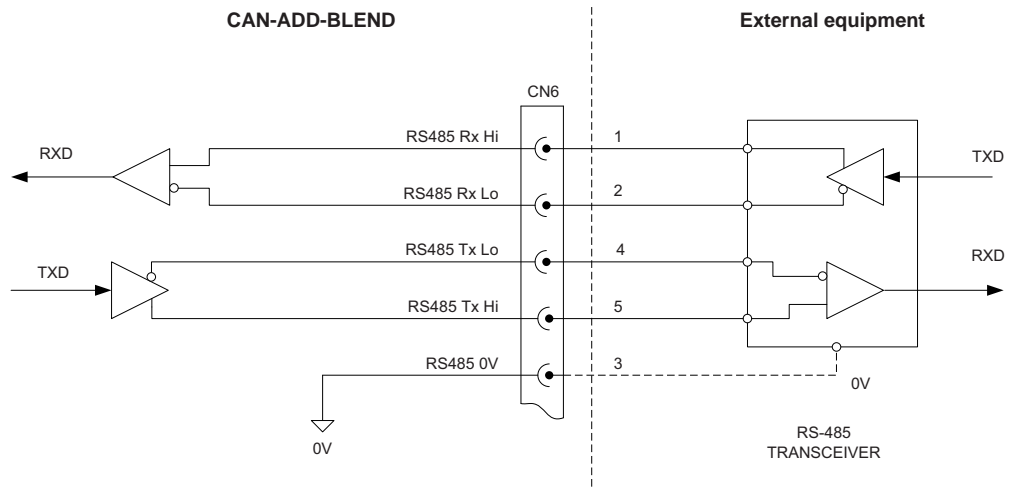 CAN-ADD-BLEND
External equipment
CN6
RS485 Rx Hi
1
RXD
TXD
RS485 Rx Lo
2
RS485 Tx Lo
4
TXD
RXD
RS485 Tx Hi
5
RS485 0V
3
0V
0V
RS-485
TRANSCEIVER